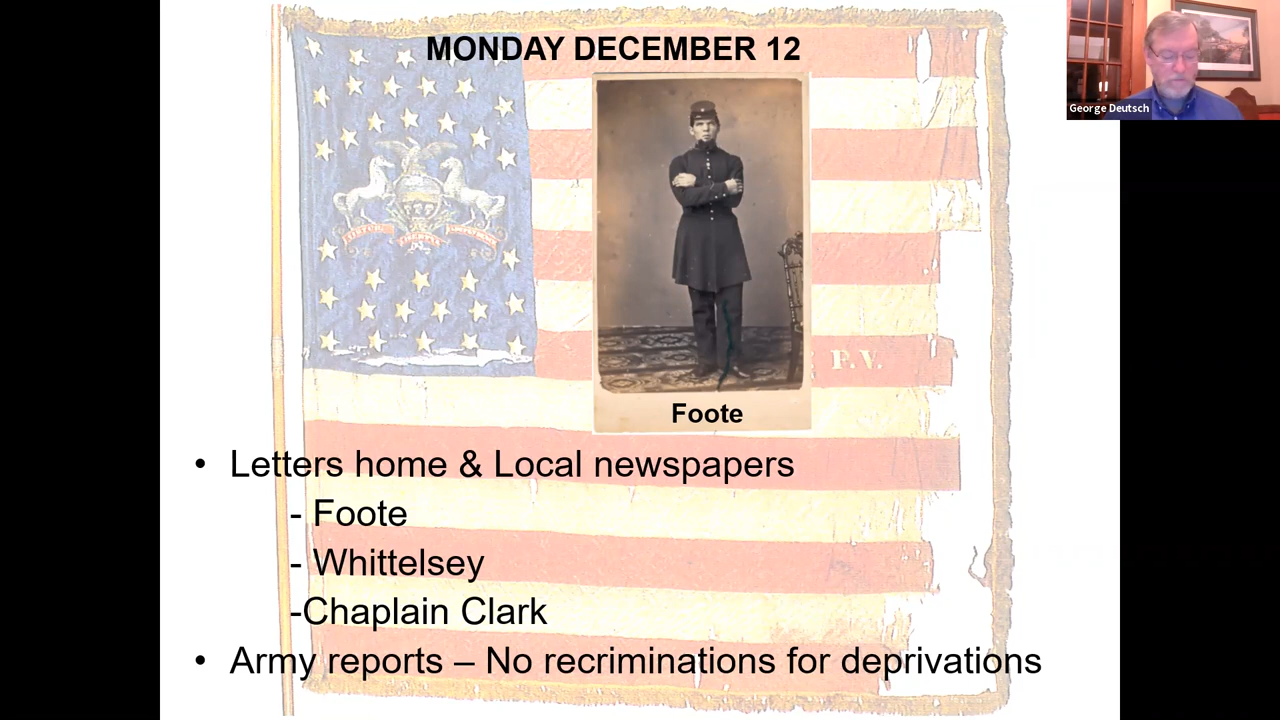 MONDAY DECEMBER 12
George Deutsch
P.V.
Foote
• Letters home & Local newspapers
- Foote
- Whittelsey
-Chaplain Clark
• Army reports – No recriminations for deprivations